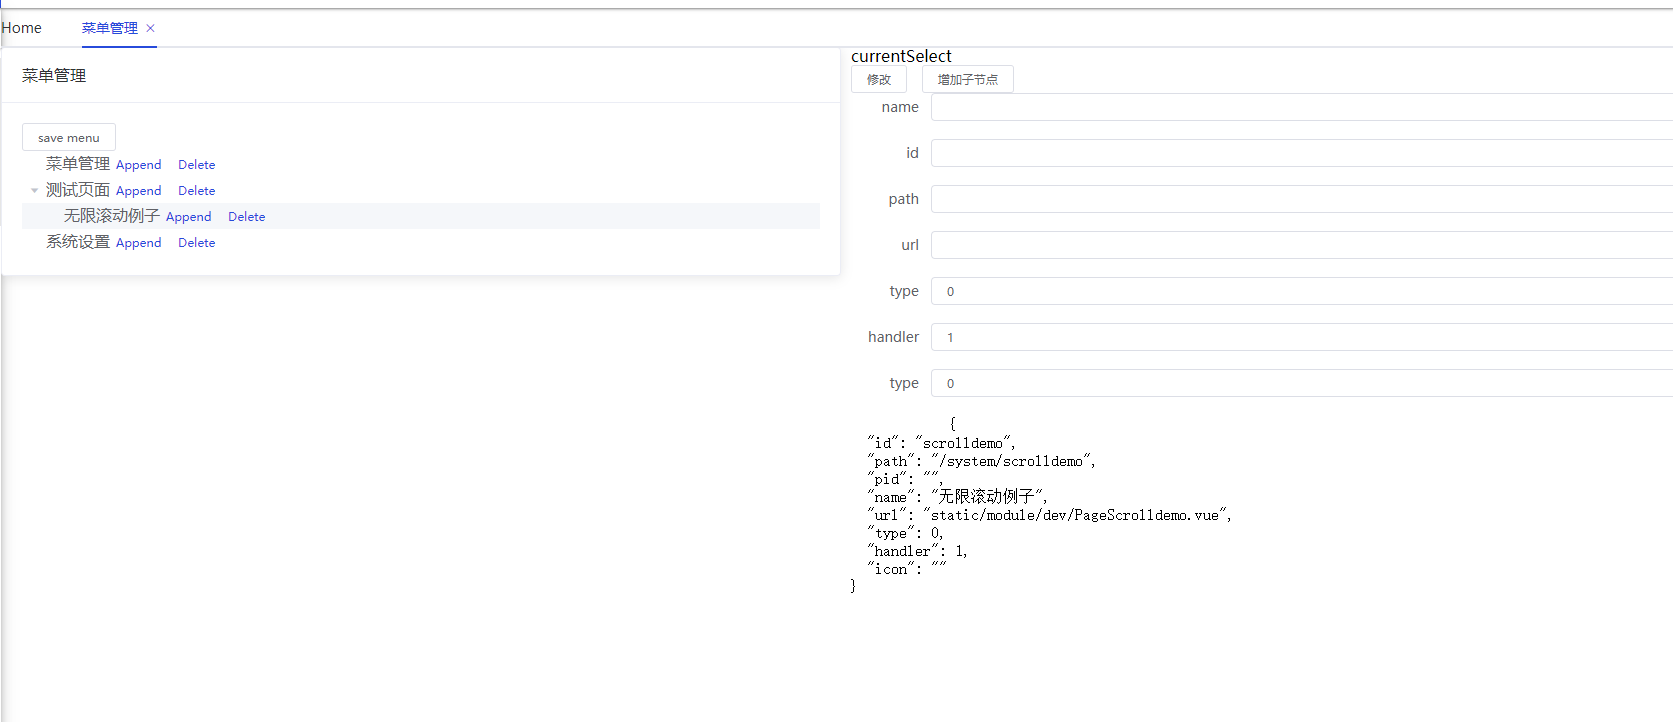 Home 菜单管理 ×
菜单管理
save menu
菜单管理 Append Delete
测试页面 Append Delete
无限滚动例子 Append Delete
系统设置 Append Delete
currentSelect
修改 增加子节点
name
id
path
url
type 0
handler 1
type 0
{
"id": "scrolldemo",
"path": "/system/scrolldemo",
"pid": "",
"name": "无限滚动例子",
"url": "static/module/dev/PageScrolldemo.vue",
"type": 0,
"handler": 1,
"icon": ""
}